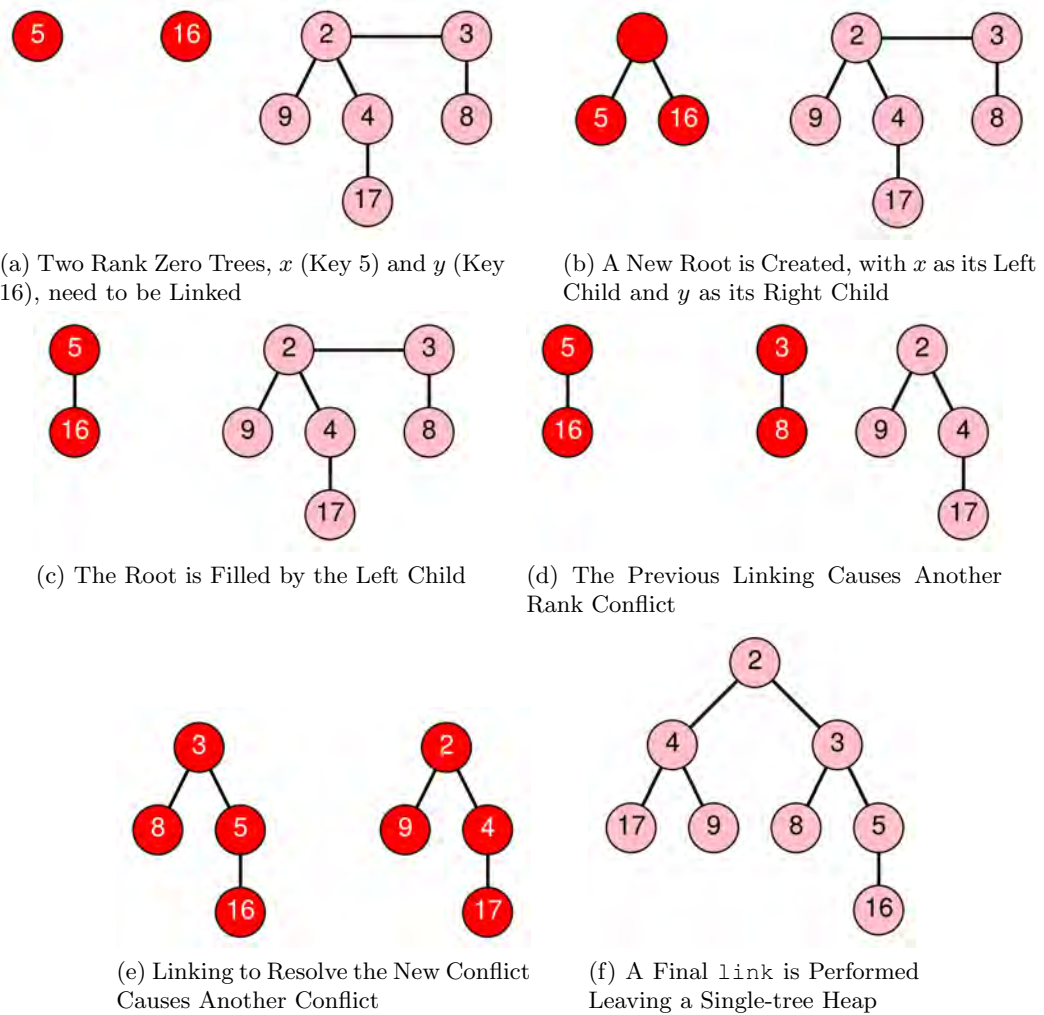 5 16 2 3 2 3
9 4 8 5 16 9 4 8
17 17
(a) Two Rank Zero Trees, x (Key 5) and y (Key
16), need to be Linked
(b) A New Root is Created, with x as its Left
Child and y as its Right Child
5 2 3 5 3 2
16 9 4 8 16 8 9 4
17 17
(c) The Root is Filled by the Left Child
(d) The Previous Linking Causes Another
Rank Conflict
2
3 2 4 3
8 5 9 4 17 9 8 5
16 17 16
(e) Linking to Resolve the New Conflict
Causes Another Conflict
(f) A Final link is Performed
Leaving a Single-tree Heap